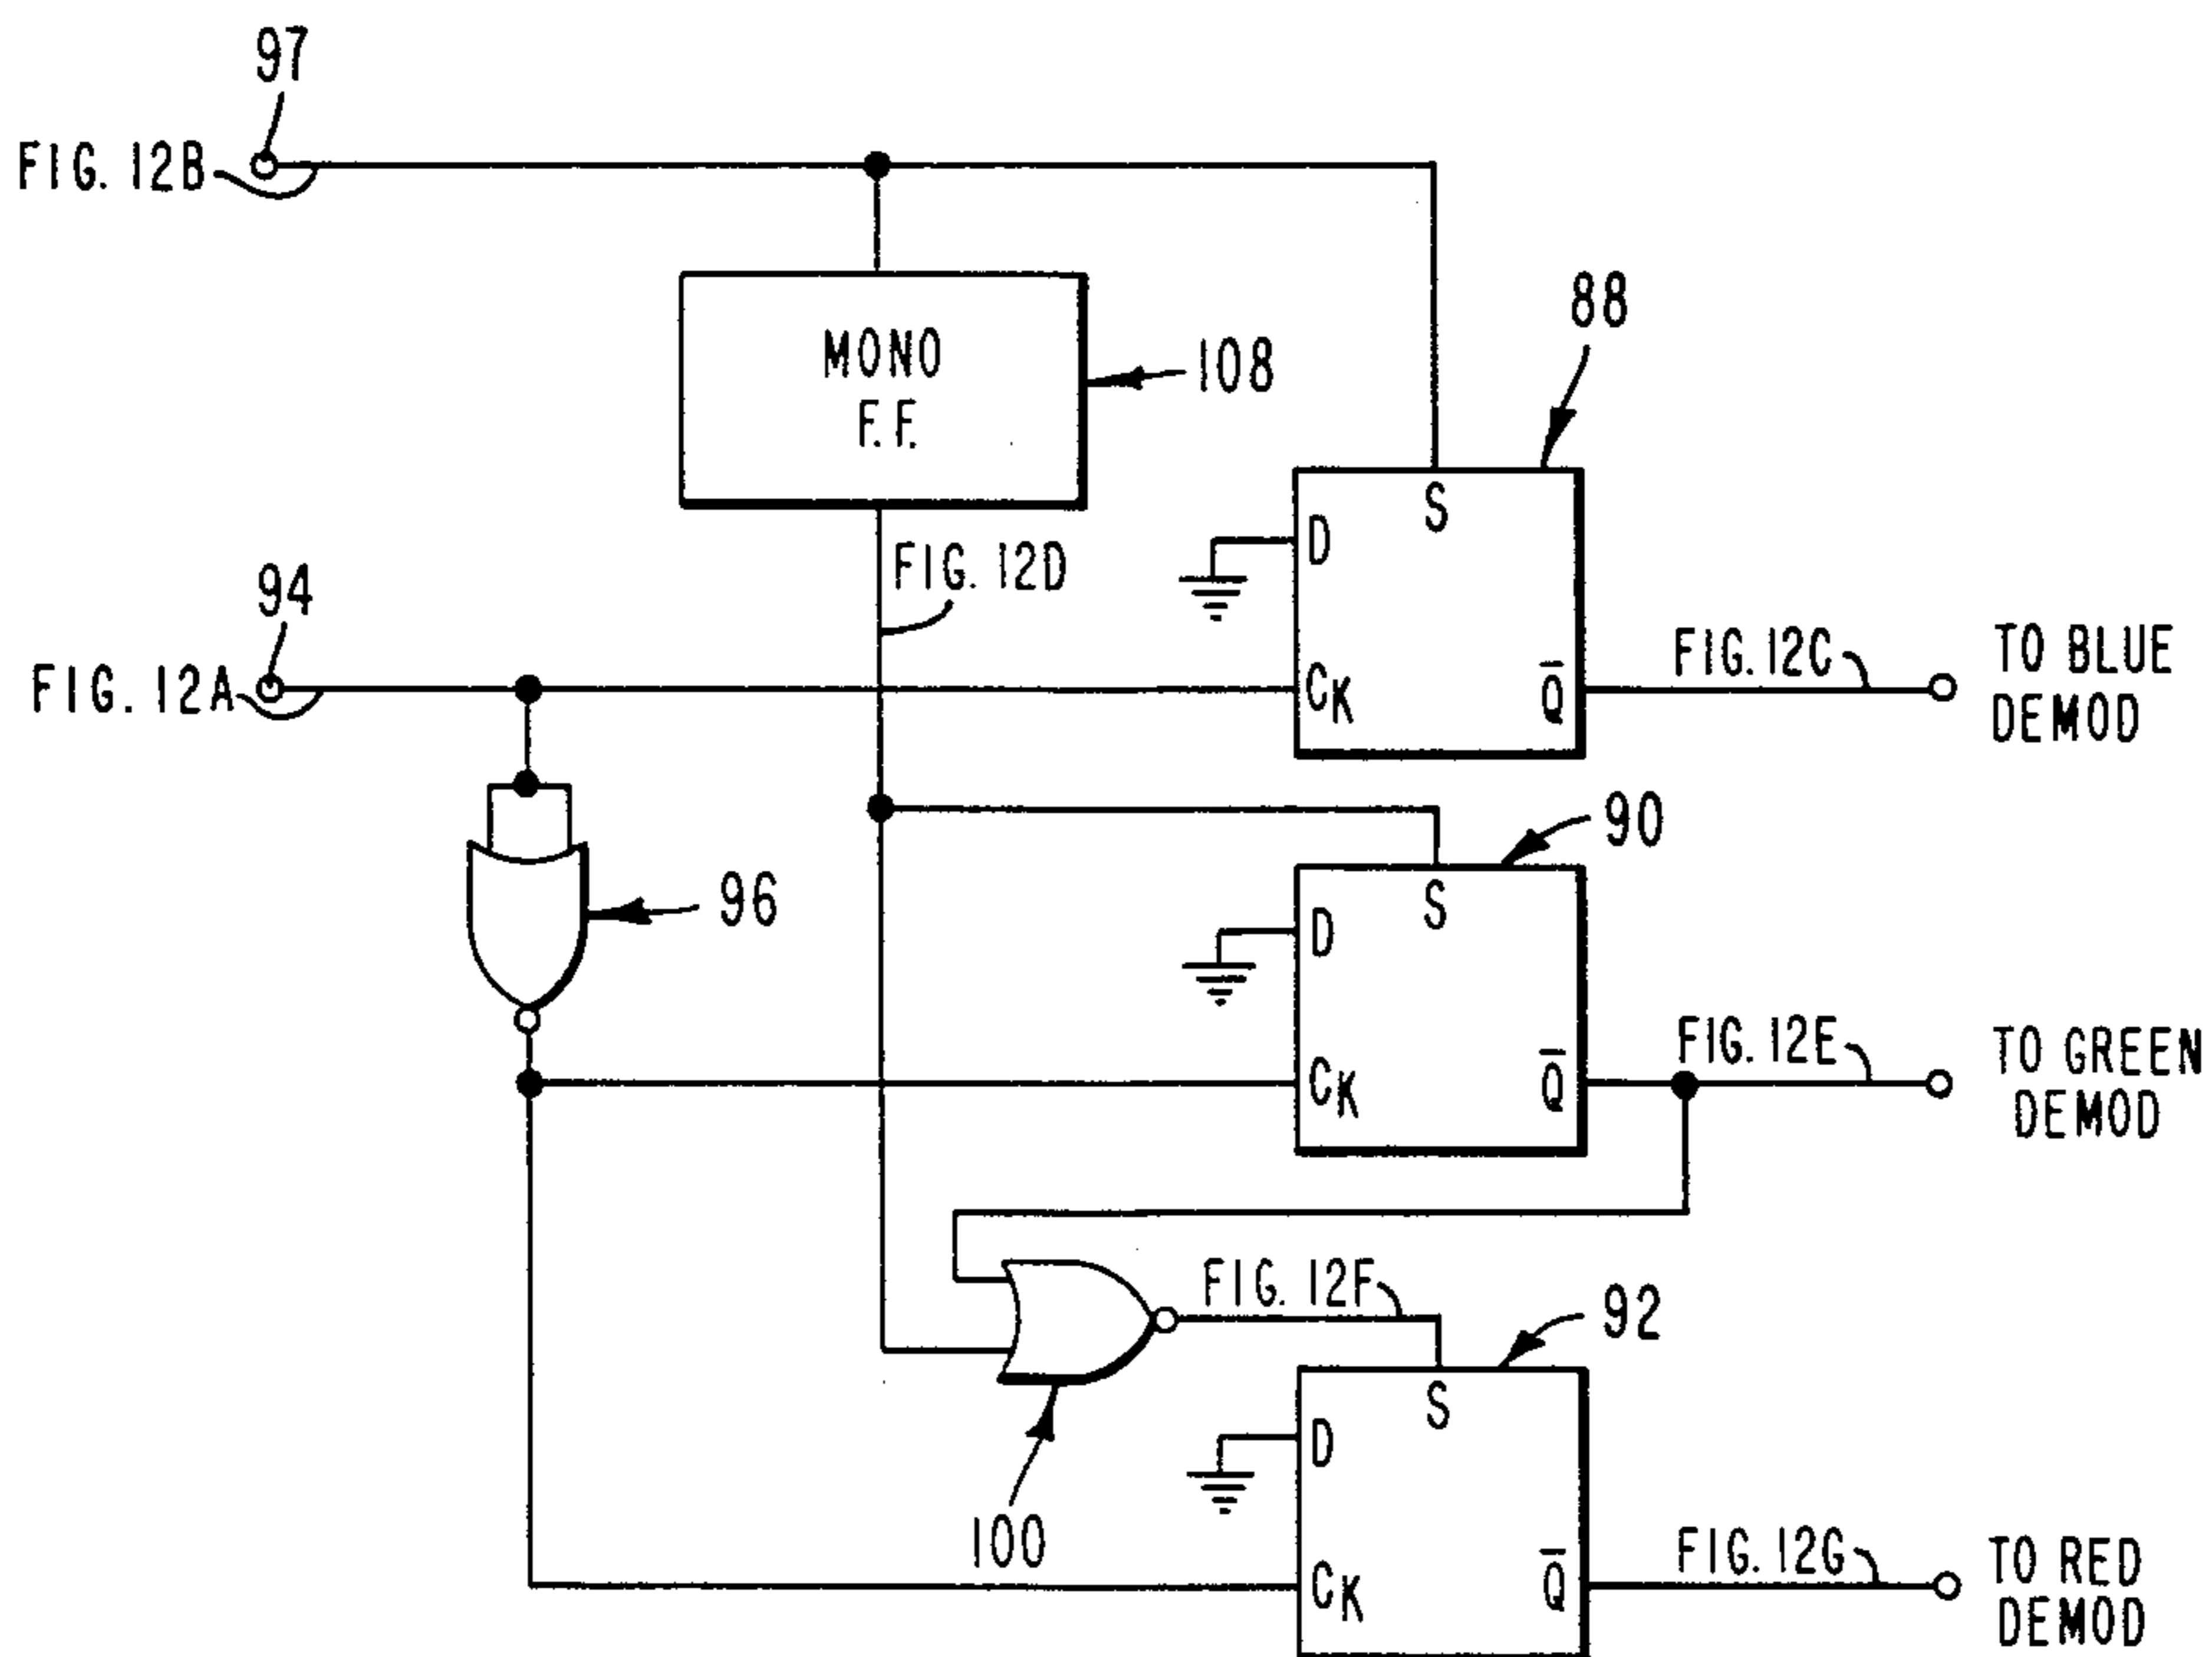 97
FIG. 12B
MONO
F.F.
108
88
S
D
FIG. 12D
94
FIG. 12A
CK
Q̅
FIG. 12C
TO BLUE
DEMOD
96
90
S
D
CK
Q̅
FIG. 12E
TO GREEN
DEMOD
FIG. 12F
92
S
D
100
CK
Q̅
FIG. 12G
TO RED
DEMOD